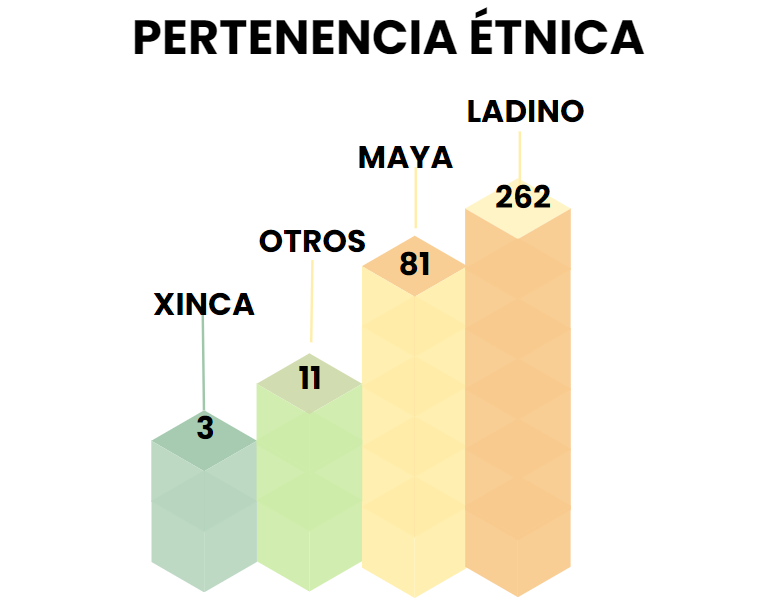 PERTENENCIA ÉTNICA
LADINO
262
MAYA
81
OTROS
11
XINCA
3